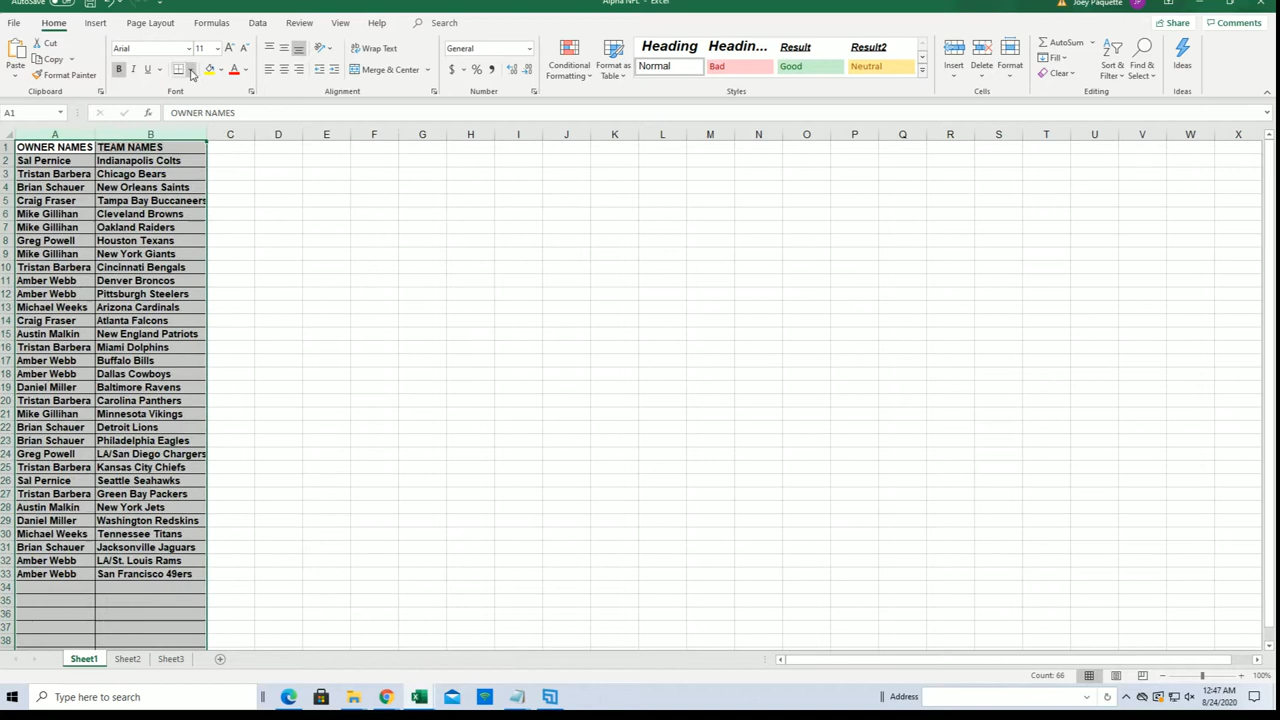 AutoSave
Alpha NFL - Excel
Joey Paquette
JP
File Home Insert Page Layout Formulas Data Review View Help Search Share Comments
Paste Cut Copy Format Painter
Arial 11 A A
B I U A
Wrap Text
Merge & Center
General
$ % ,
Conditional Formatting Format as Table
Heading Headin... Result Result2
Normal Bad Good Neutral
Insert Delete Format
AutoSum Fill Clear
Sort & Filter Find & Select
Ideas
Clipboard Font Alignment Number Styles Cells Editing Ideas
A1 fx OWNER NAMES
A B C D E F G H I J K L M N O P Q R S T U V W X
1 OWNER NAMES TEAM NAMES
2 Sal Pernice Indianapolis Colts
3 Tristan Barbera Chicago Bears
4 Brian Schauer New Orleans Saints
5 Craig Fraser Tampa Bay Buccaneers
6 Mike Gillihan Cleveland Browns
7 Mike Gillihan Oakland Raiders
8 Greg Powell Houston Texans
9 Mike Gillihan New York Giants
10 Tristan Barbera Cincinnati Bengals
11 Amber Webb Denver Broncos
12 Amber Webb Pittsburgh Steelers
13 Michael Weeks Arizona Cardinals
14 Craig Fraser Atlanta Falcons
15 Austin Malkin New England Patriots
16 Tristan Barbera Miami Dolphins
17 Amber Webb Buffalo Bills
18 Amber Webb Dallas Cowboys
19 Daniel Miller Baltimore Ravens
20 Tristan Barbera Carolina Panthers
21 Mike Gillihan Minnesota Vikings
22 Brian Schauer Detroit Lions
23 Brian Schauer Philadelphia Eagles
24 Greg Powell LA/San Diego Chargers
25 Tristan Barbera Kansas City Chiefs
26 Sal Pernice Seattle Seahawks
27 Tristan Barbera Green Bay Packers
28 Austin Malkin New York Jets
29 Daniel Miller Washington Redskins
30 Michael Weeks Tennessee Titans
31 Brian Schauer Jacksonville Jaguars
32 Amber Webb LA/St. Louis Rams
33 Amber Webb San Francisco 49ers
34
35
36
37
38
Sheet1 Sheet2 Sheet3
Count: 66 100%
Type here to search
Address
12:47 AM
8/24/2020